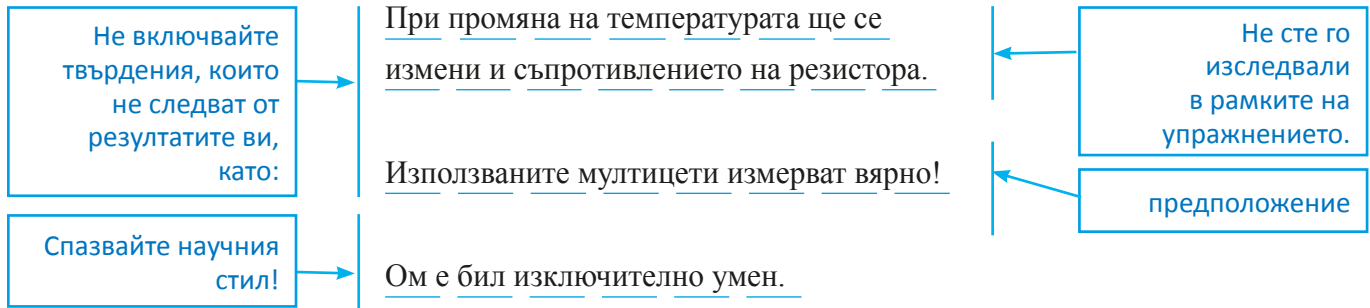 Не включвайте
твърдения, които
не следват от
резултатите ви,
като:
При промяна на температурата ще се
измени и съпротивлението на резистора.
Не сте го
изследвали
в рамките на
упражнението.
Използваните мултицети измерват вярно!
предположение
Спазвайте научния
стил!
Ом е бил изключително умен.